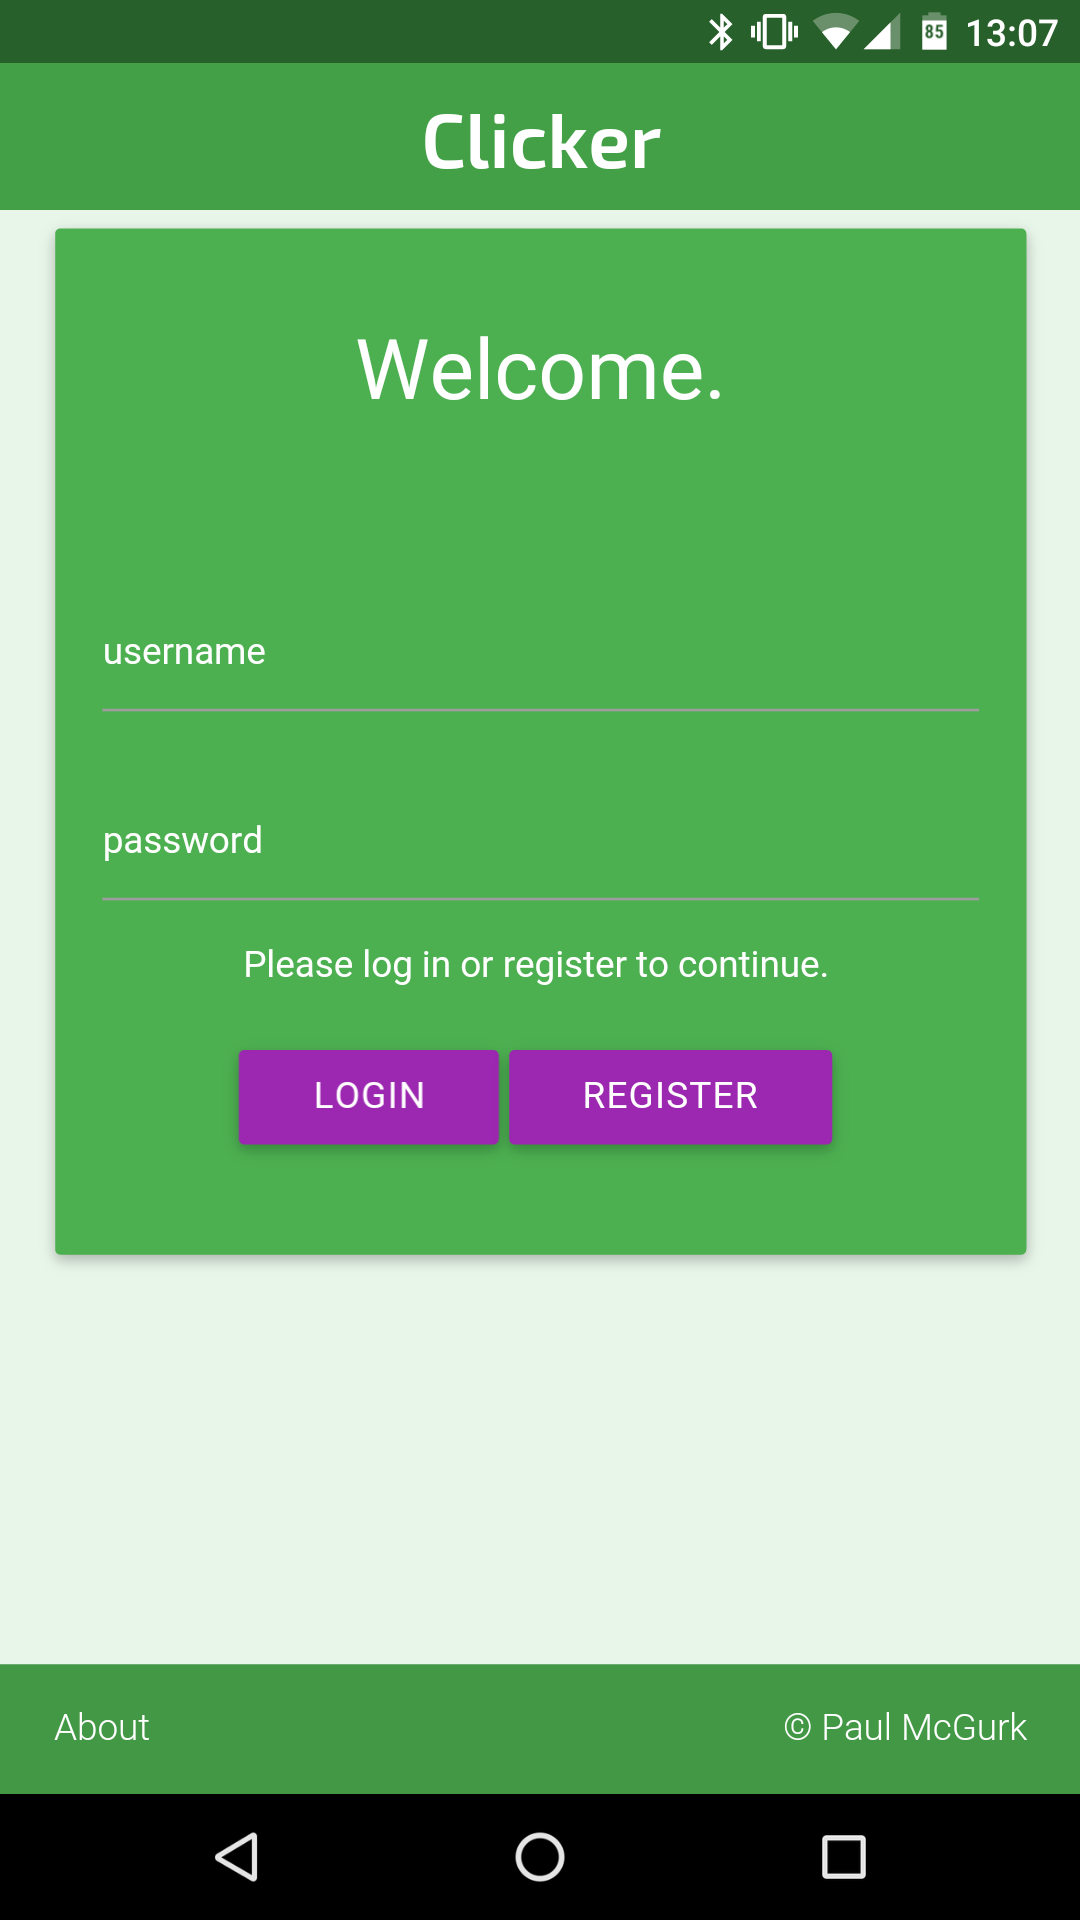 85 13:07
Clicker
Welcome.
username
password
Please log in or register to continue.
LOGIN REGISTER
About © Paul McGurk